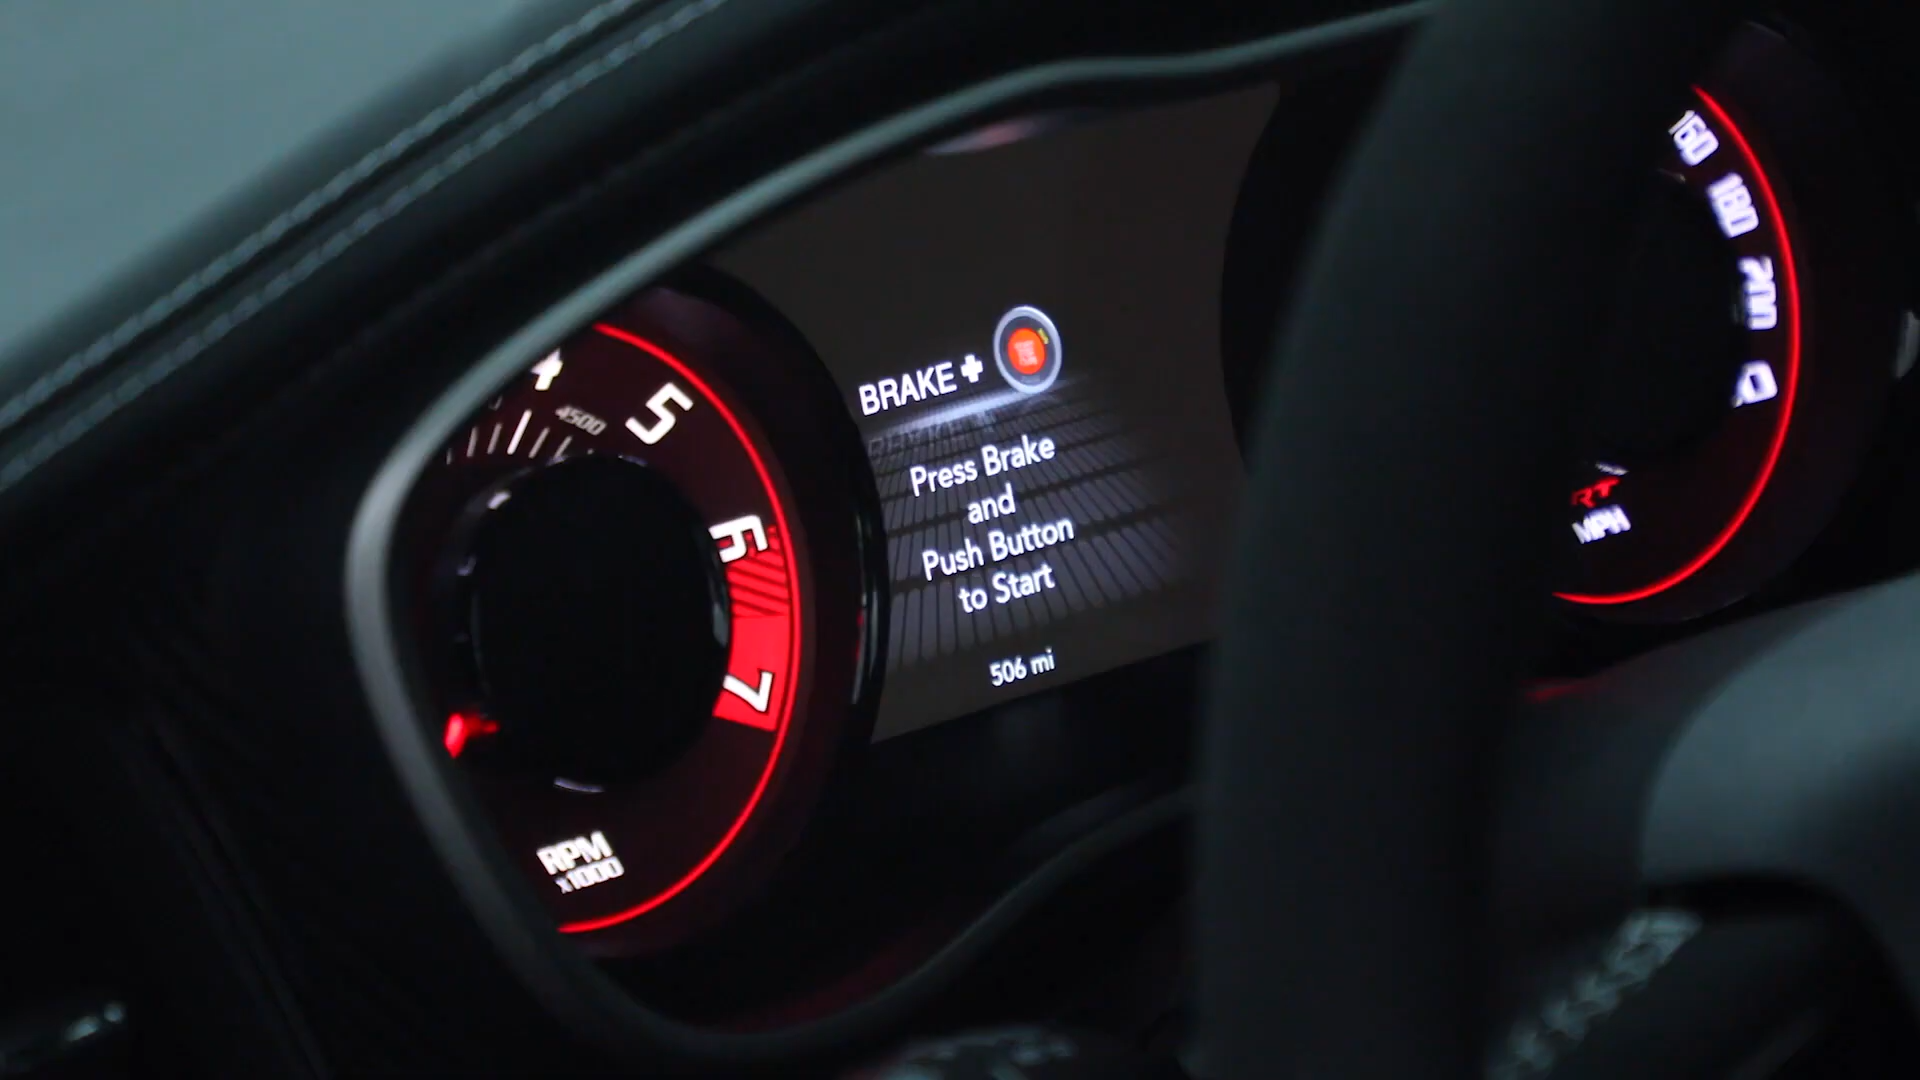 4
4500
5
6
7
RPM
x1000
BRAKE +
Press Brake
and
Push Button
to Start
506 mi
160
180
200
MPH